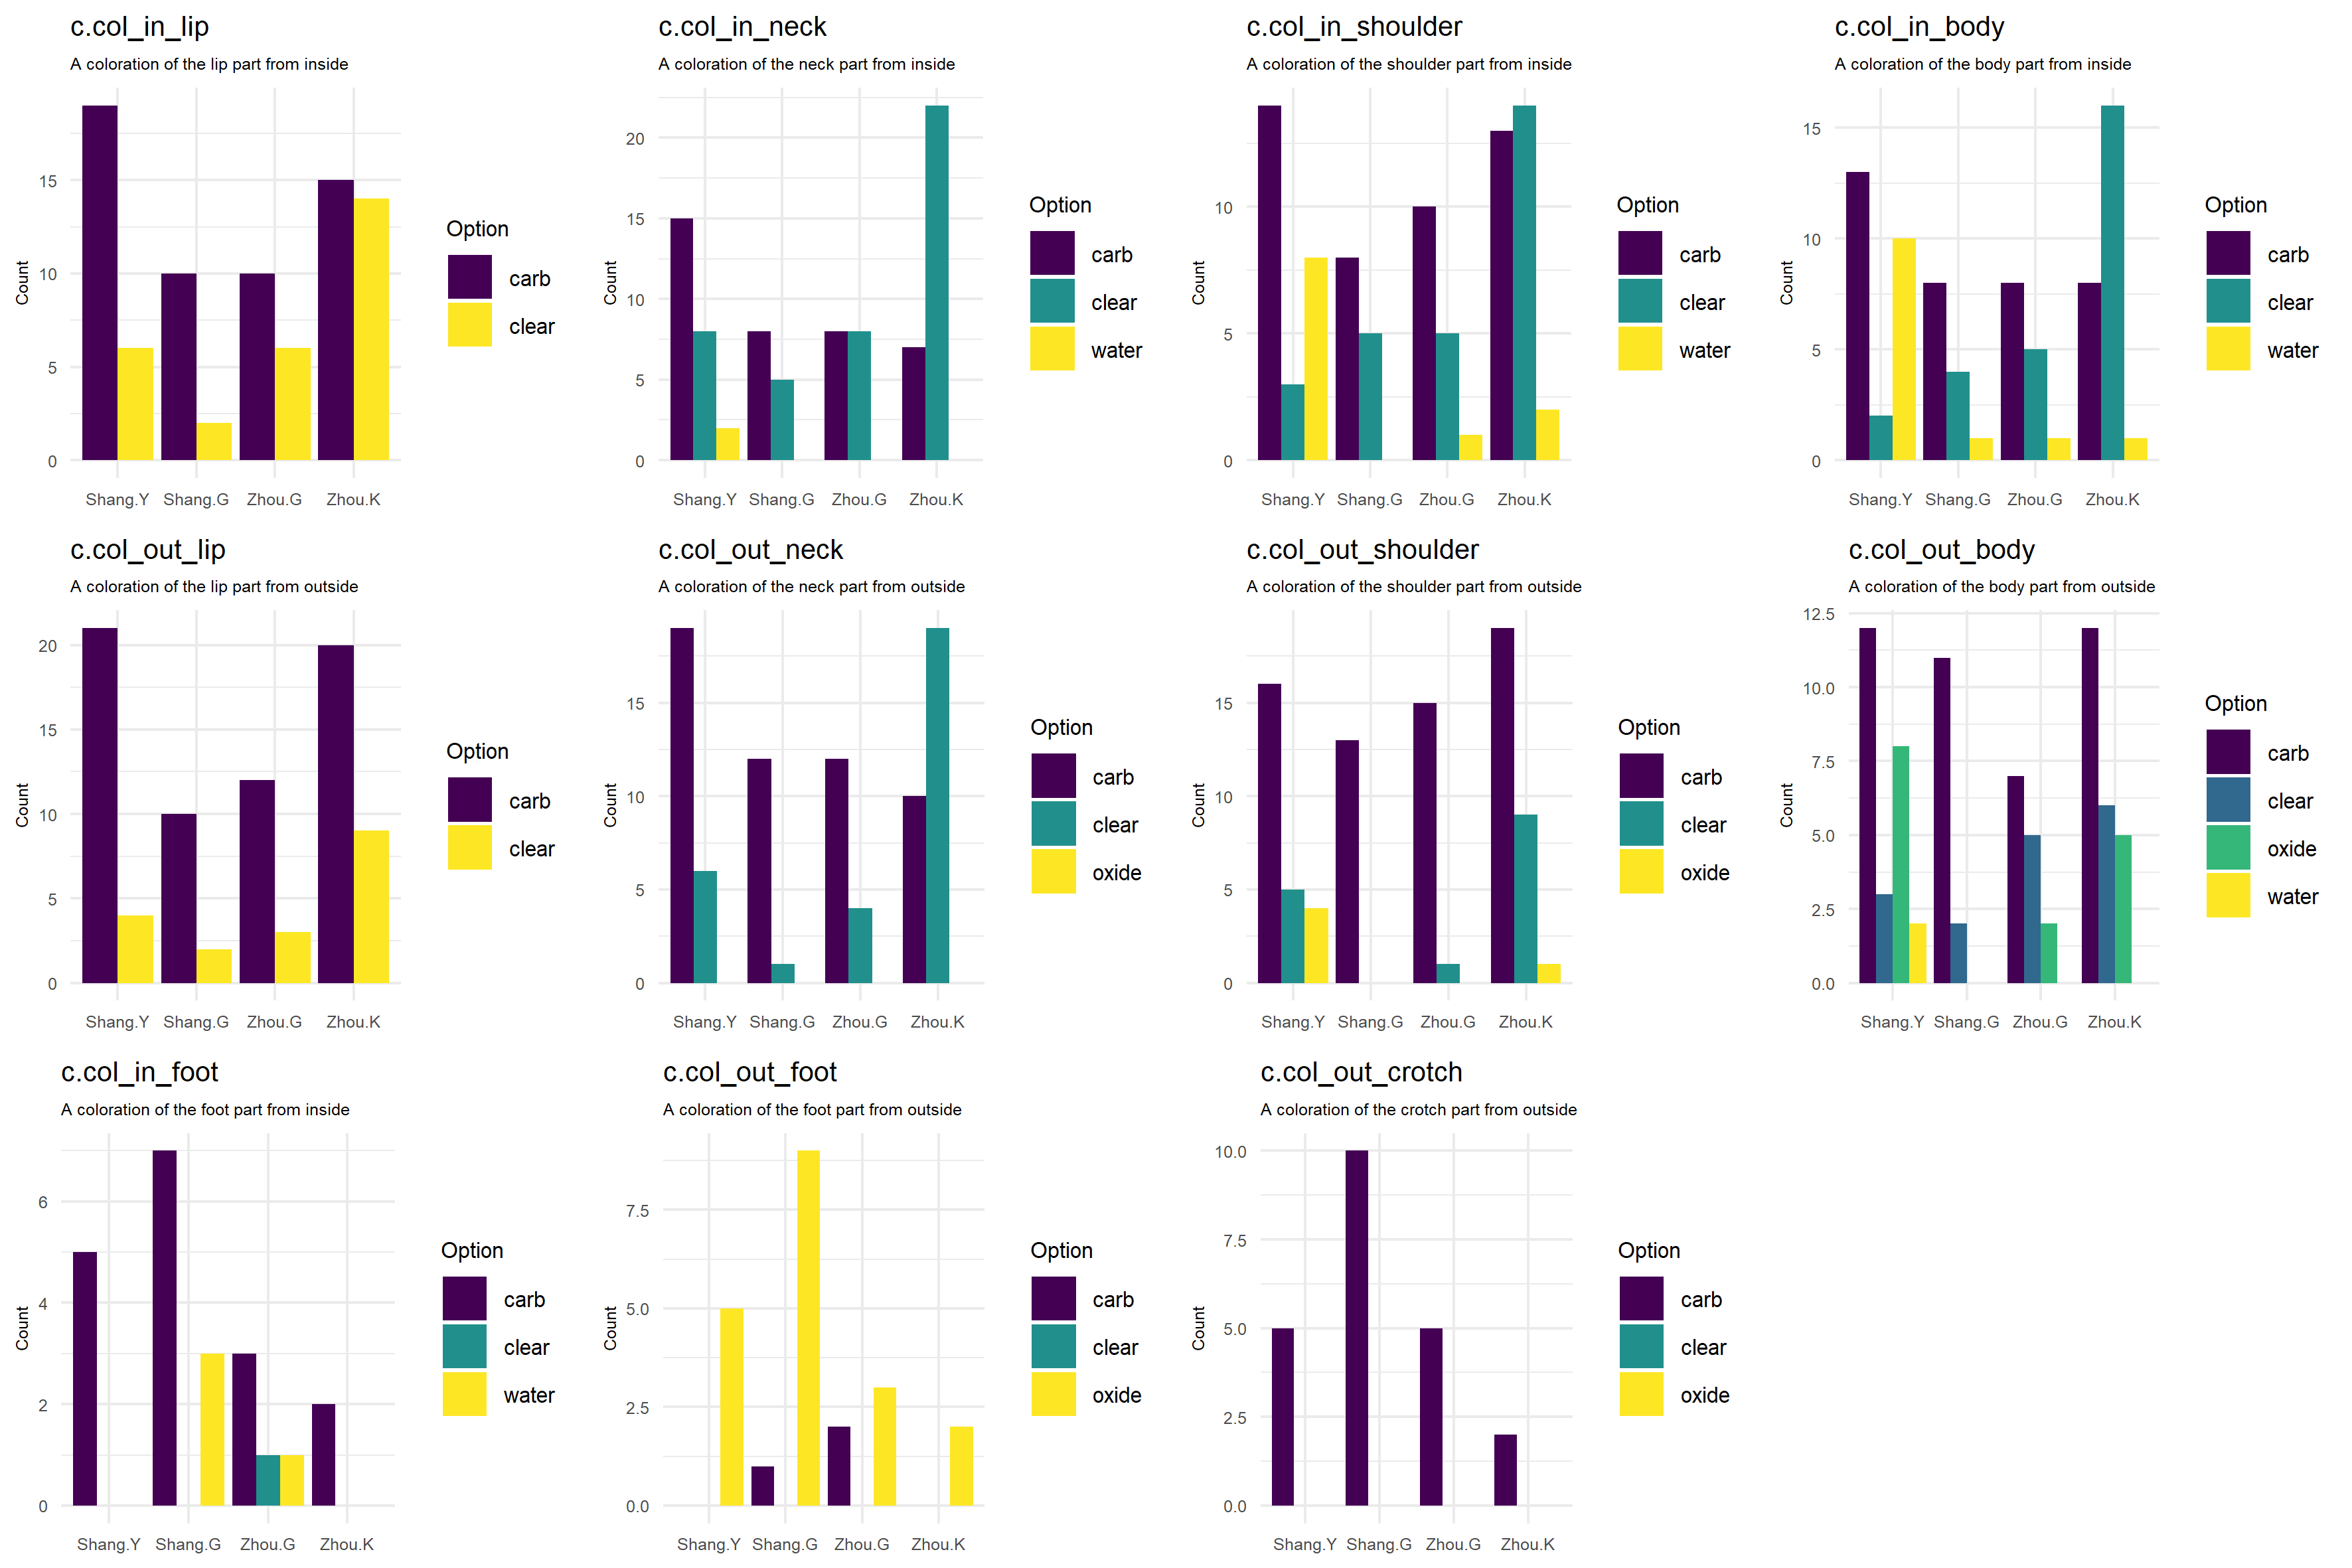 c.col_in_lip
A coloration of the lip part from inside
Count
15
10
5
0
Shang.Y Shang.G Zhou.G Zhou.K
Option
carb
clear
c.col_in_neck
A coloration of the neck part from inside
Count
20
15
10
5
0
Shang.Y Shang.G Zhou.G Zhou.K
Option
carb
clear
water
c.col_in_shoulder
A coloration of the shoulder part from inside
Count
10
5
0
Shang.Y Shang.G Zhou.G Zhou.K
Option
carb
clear
water
c.col_in_body
A coloration of the body part from inside
Count
15
10
5
0
Shang.Y Shang.G Zhou.G Zhou.K
Option
carb
clear
water
c.col_out_lip
A coloration of the lip part from outside
Count
20
15
10
5
0
Shang.Y Shang.G Zhou.G Zhou.K
Option
carb
clear
c.col_out_neck
A coloration of the neck part from outside
Count
15
10
5
0
Shang.Y Shang.G Zhou.G Zhou.K
Option
carb
clear
oxide
c.col_out_shoulder
A coloration of the shoulder part from outside
Count
15
10
5
0
Shang.Y Shang.G Zhou.G Zhou.K
Option
carb
clear
oxide
c.col_out_body
A coloration of the body part from outside
Count
12.5
10.0
7.5
5.0
2.5
0.0
Shang.Y Shang.G Zhou.G Zhou.K
Option
carb
clear
oxide
water
c.col_in_foot
A coloration of the foot part from inside
Count
6
4
2
0
Shang.Y Shang.G Zhou.G Zhou.K
Option
carb
clear
water
c.col_out_foot
A coloration of the foot part from outside
Count
7.5
5.0
2.5
0.0
Shang.Y Shang.G Zhou.G Zhou.K
Option
carb
clear
oxide
c.col_out_crotch
A coloration of the crotch part from outside
Count
10.0
7.5
5.0
2.5
0.0
Shang.Y Shang.G Zhou.G Zhou.K
Option
carb
clear
oxide